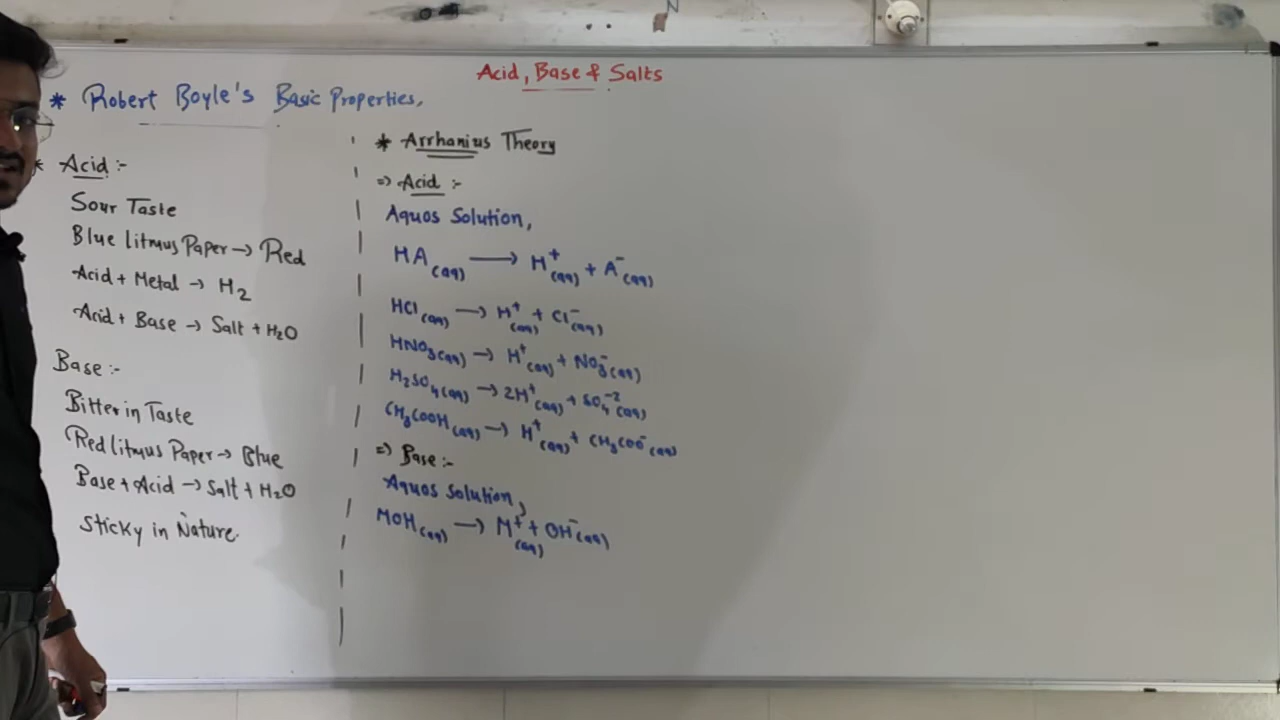 Acid, Base & Salts
* Robert Boyle's Basic Properties,
* Acid :-
Sour Taste
Blue litmus Paper → Red
Acid + Metal → H2
Acid + Base → Salt + H2O
Base :-
Bitter in Taste
Red litmus Paper → Blue
Base + Acid → Salt + H2O
Sticky in Nature.
* Arrhanius Theory
⇒ Acid :-
Aquos Solution,
HA(aq) → H+(aq) + A-(aq)
HCl(aq) → H+(aq) + Cl-(aq)
HNO3(aq) → H+(aq) + NO3-(aq)
H2SO4(aq) → 2H+(aq) + SO4-2(aq)
CH3COOH(aq) → H+(aq) + CH3COO-(aq)
⇒ Base :-
Aquos Solution,
MOH(aq) → M+(aq) + OH-(aq)